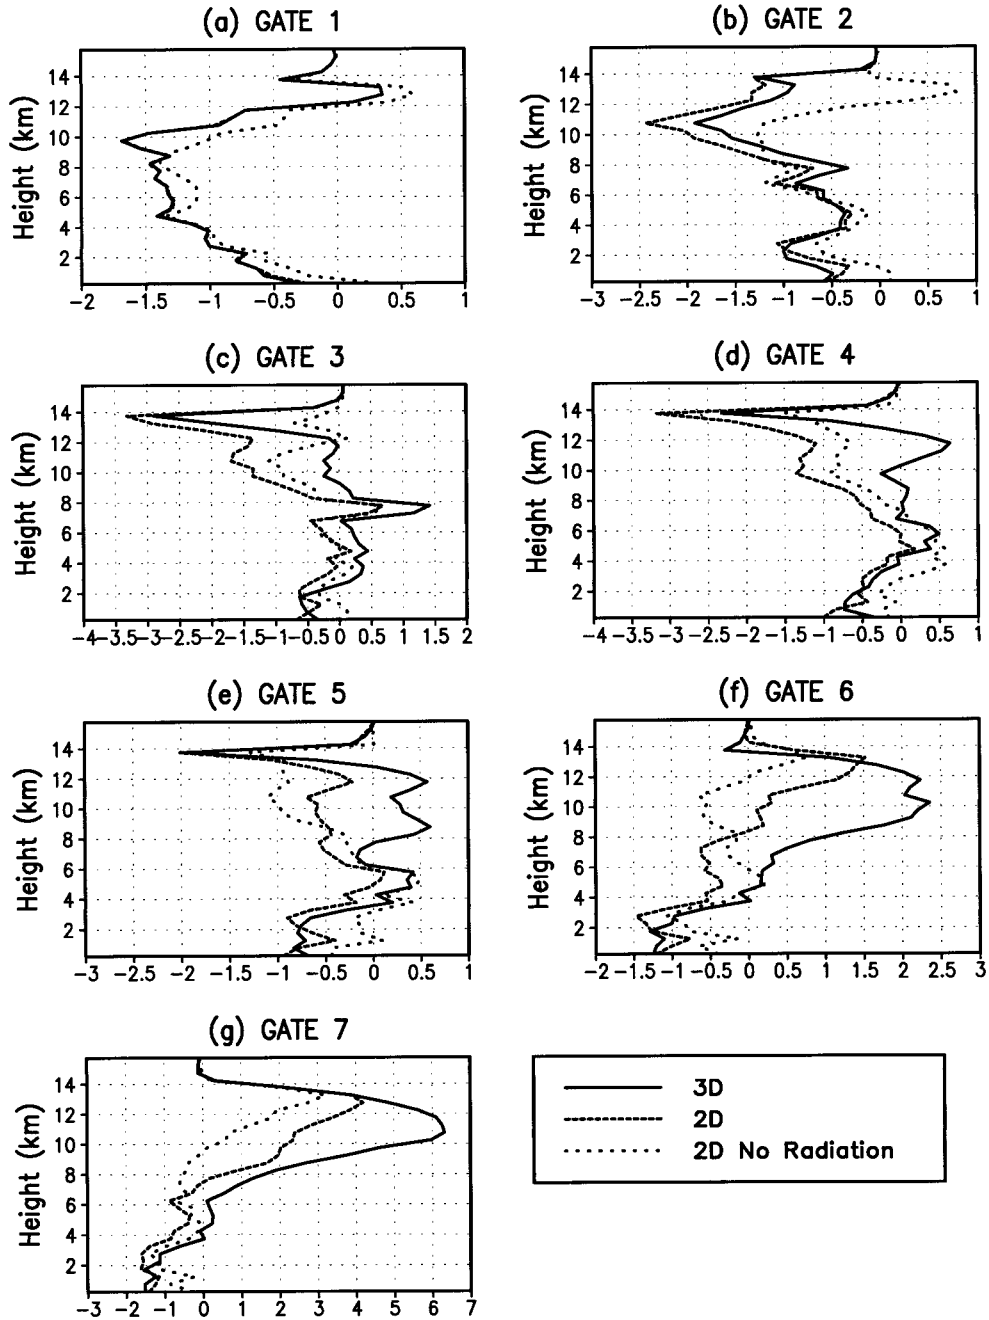 (a) GATE 1
(b) GATE 2
Height (km)
14
12
10
8
6
4
2
-2 -1.5 -1 -0.5 0 0.5 1
Height (km)
14
12
10
8
6
4
2
-3 -2.5 -2 -1.5 -1 -0.5 0 0.5 1
(c) GATE 3
(d) GATE 4
Height (km)
14
12
10
8
6
4
2
-4 -3.5 -3 -2.5 -2 -1.5 -1 -0.5 0 0.5 1 1.5 2
Height (km)
14
12
10
8
6
4
2
-4 -3.5 -3 -2.5 -2 -1.5 -1 -0.5 0 0.5 1
(e) GATE 5
(f) GATE 6
Height (km)
14
12
10
8
6
4
2
-3 -2.5 -2 -1.5 -1 -0.5 0 0.5 1
Height (km)
14
12
10
8
6
4
2
-2 -1.5 -1 -0.5 0 0.5 1 1.5 2 2.5 3
(g) GATE 7
Height (km)
14
12
10
8
6
4
2
-3 -2 -1 0 1 2 3 4 5 6 7
3D
2D
2D No Radiation